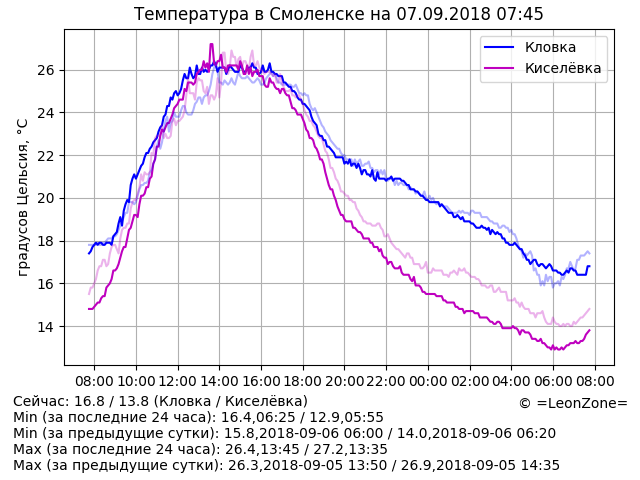 Температура в Смоленске на 07.09.2018 07:45
Кловка
Киселёвка
градусов Цельсия, °C
26
24
22
20
18
16
14
08:00 10:00 12:00 14:00 16:00 18:00 20:00 22:00 00:00 02:00 04:00 06:00 08:00
Сейчас: 16.8 / 13.8 (Кловка / Киселёвка)
© =LeonZone=
Min (за последние 24 часа): 16.4,06:25 / 12.9,05:55
Min (за предыдущие сутки): 15.8,2018-09-06 06:00 / 14.0,2018-09-06 06:20
Max (за последние 24 часа): 26.4,13:45 / 27.2,13:35
Max (за предыдущие сутки): 26.3,2018-09-05 13:50 / 26.9,2018-09-05 14:35